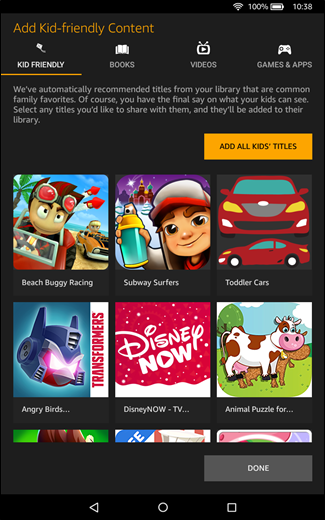 100% 10:38
Add Kid-friendly Content
KID FRIENDLY BOOKS VIDEOS GAMES & APPS
We've automatically recommended titles from your library that are common
family favorites. Of course, you have the final say on what your kids can see.
Select any titles you'd like to share with them, and they'll be added to their
library.
ADD ALL KIDS' TITLES
Beach Buggy Racing Subway Surfers Toddler Cars
TRANSFORMERS
DISNEY
NOW
Angry Birds... DisneyNOW - TV... Animal Puzzle for...
DONE